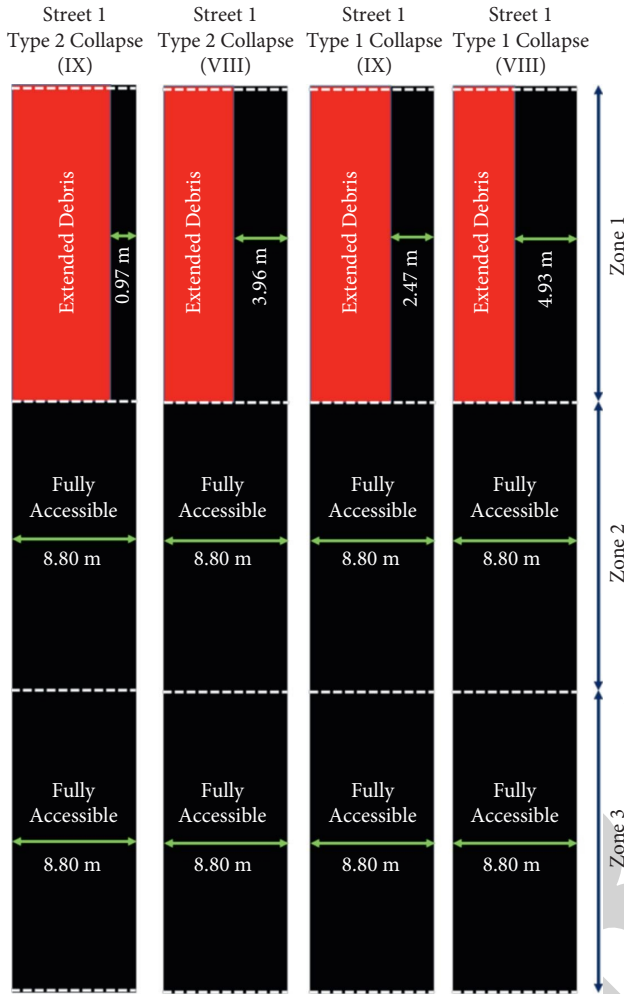 Street 1
Type 2 Collapse
(IX)
Street 1
Type 2 Collapse
(VIII)
Street 1
Type 1 Collapse
(IX)
Street 1
Type 1 Collapse
(VIII)
Extended Debris
0.97 m
Extended Debris
3.96 m
Extended Debris
2.47 m
Extended Debris
4.93 m
Zone 1
Fully
Accessible
8.80 m
Fully
Accessible
8.80 m
Fully
Accessible
8.80 m
Fully
Accessible
8.80 m
Zone 2
Fully
Accessible
8.80 m
Fully
Accessible
8.80 m
Fully
Accessible
8.80 m
Fully
Accessible
8.80 m
Zone 3